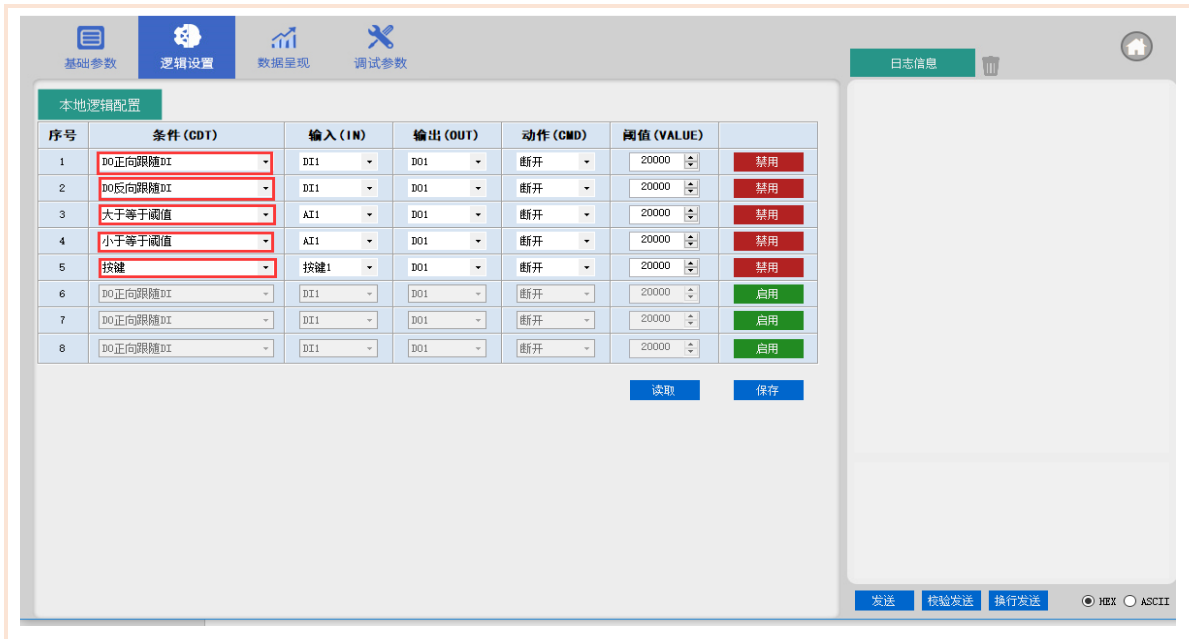 基础参数 逻辑设置 数据呈现 调试参数
日志信息
本地逻辑配置
序号 条件(CDT) 输入(IN) 输出(OUT) 动作(CMD) 阈值(VALUE)
1 DO正向跟随DI DI1 DO1 断开 20000 禁用
2 DO反向跟随DI DI1 DO1 断开 20000 禁用
3 大于等于阈值 AI1 DO1 断开 20000 禁用
4 小于等于阈值 AI1 DO1 断开 20000 禁用
5 按键 按键1 DO1 断开 20000 禁用
6 DO正向跟随DI DI1 DO1 断开 20000 启用
7 DO正向跟随DI DI1 DO1 断开 20000 启用
8 DO正向跟随DI DI1 DO1 断开 20000 启用
读取 保存
发送 校验发送 换行发送 HEX ASCII